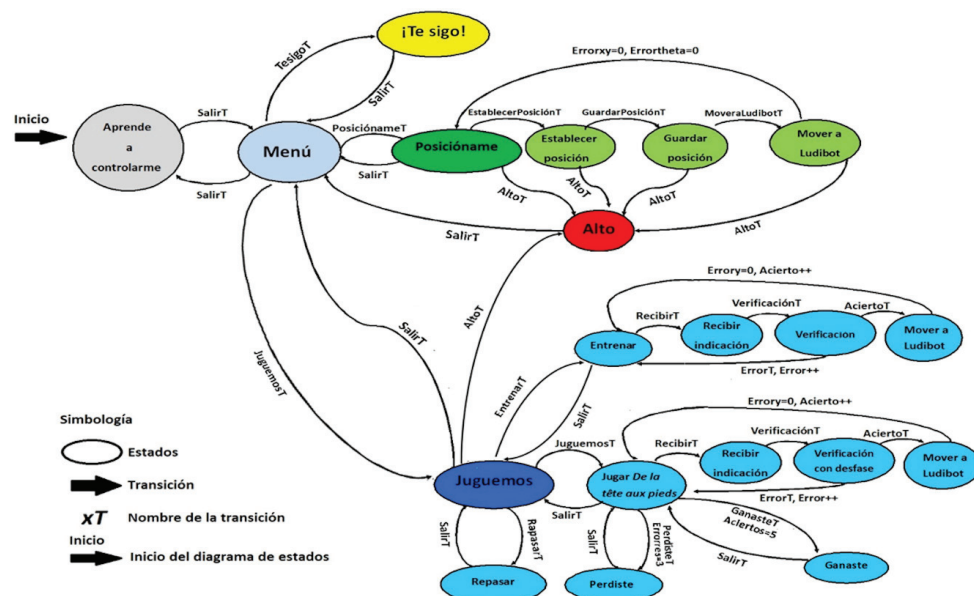 ¡Te sigo!
TesigoT
SalirT
Errorxy=0, Errortheta=0
Inicio
Aprende
a
controlarme
SalirT
SalirT
Menú
PosicionameT
SalirT
Posicióname
EstablecerPosiciónT
Establecer
posición
GuardarPosiciónT
Guardar
posición
MoveraLudibotT
Mover a
Ludibot
AltoT
AltoT
AltoT
AltoT
Alto
SalirT
JuguemosT
SalirT
AltoT
Errory=0, Acierto++
Entrenar
RecibirT
Recibir
indicación
VerificaciónT
Verificacion
AciertoT
Mover a
Ludibot
ErrorT, Error++
EntrenarT
SalirT
Errory=0, Acierto++
Juguemos
JuguemosT
SalirT
Jugar De la
tête aux pieds
RecibirT
Recibir
indicación
VerificaciónT
Verificación
con desfase
AciertoT
Mover a
Ludibot
ErrorT, Error++
GanasteT
Aciertos=5
SalirT
Ganaste
SalirT
RapasarT
Repasar
SalirT
PerdisteT
Errores=3
Perdiste
Simbología
Estados
Transición
xT Nombre de la transición
Inicio
Inicio del diagrama de estados